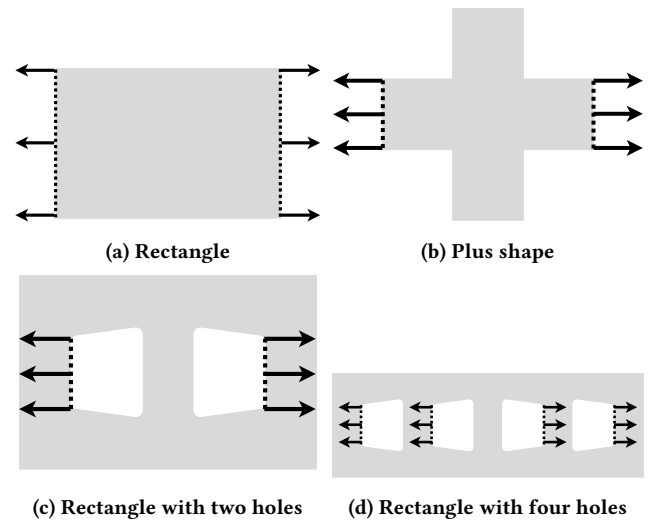 (a) Rectangle
(b) Plus shape
(c) Rectangle with two holes
(d) Rectangle with four holes